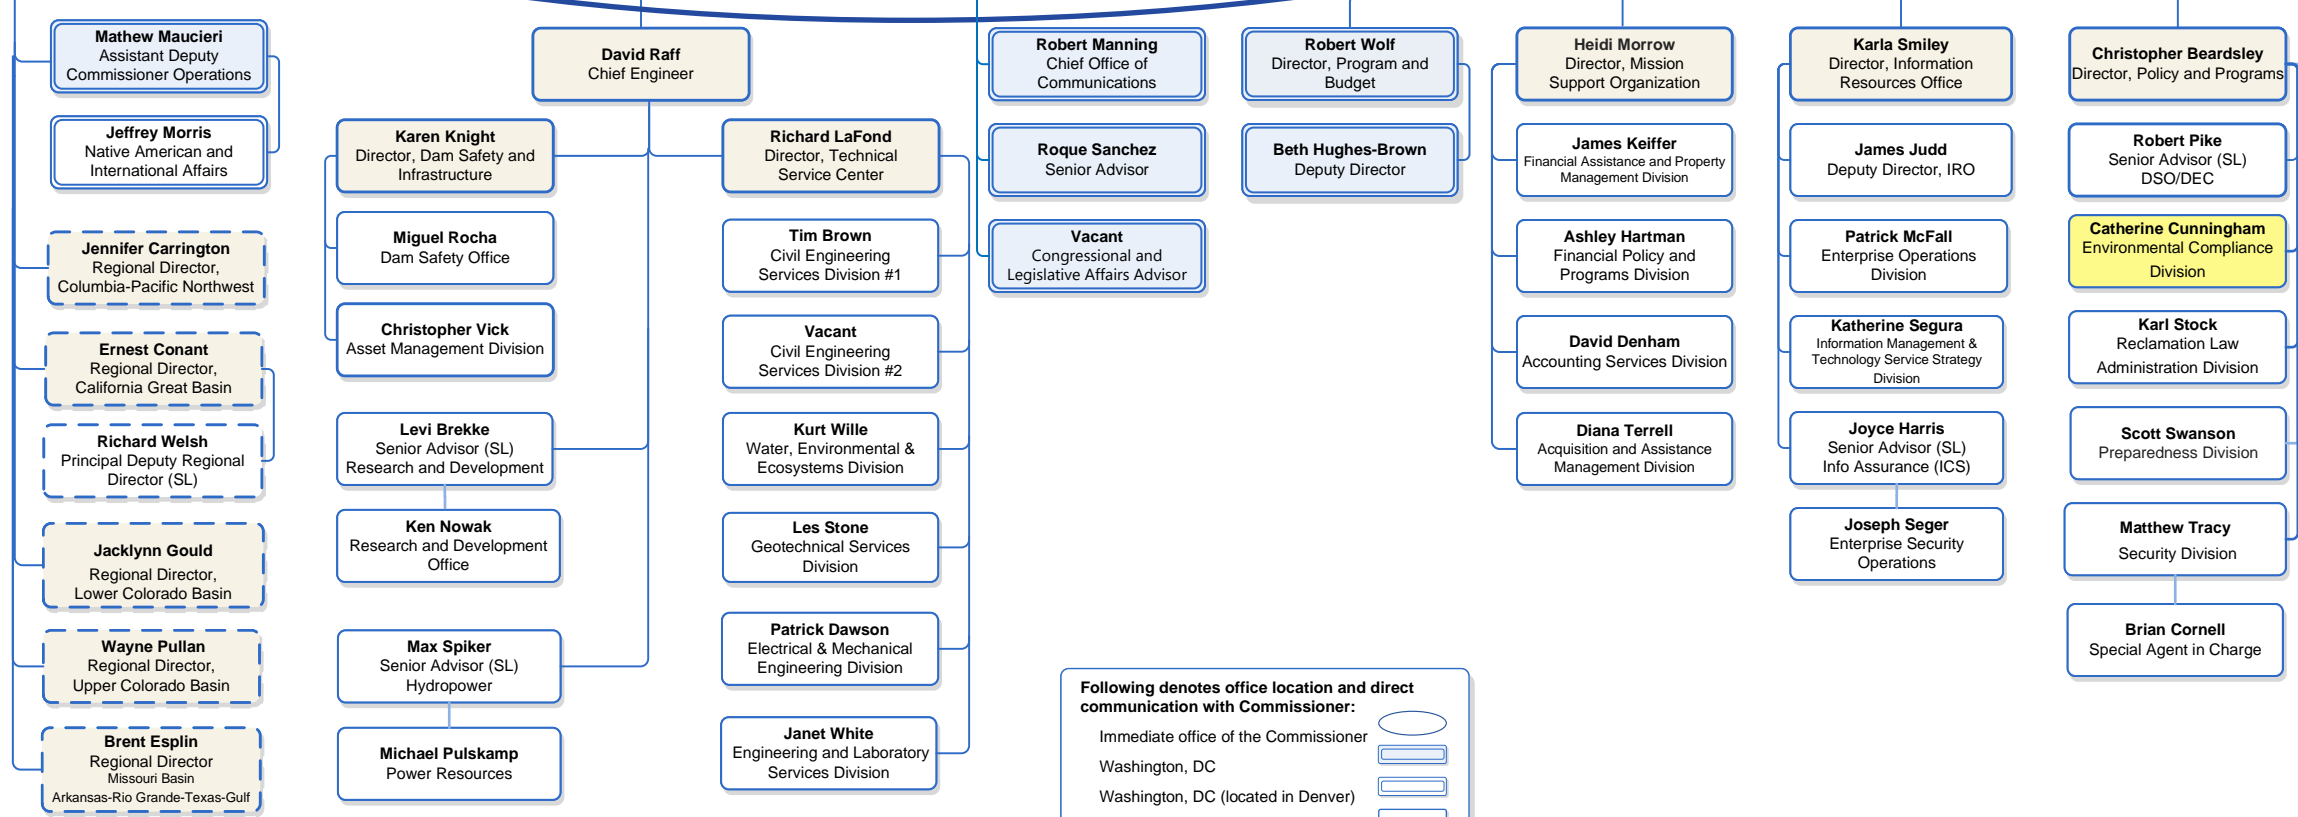 Mathew Maucieri
Assistant Deputy
Commissioner Operations
Jeffrey Morris
Native American and
International Affairs
Jennifer Carrington
Regional Director,
Columbia-Pacific Northwest
Ernest Conant
Regional Director,
California Great Basin
Richard Welsh
Principal Deputy Regional
Director (SL)
Jacklynn Gould
Regional Director,
Lower Colorado Basin
Wayne Pullan
Regional Director,
Upper Colorado Basin
Brent Esplin
Regional Director
Missouri Basin
Arkansas-Rio Grande-Texas-Gulf
David Raff
Chief Engineer
Karen Knight
Director, Dam Safety and
Infrastructure
Miguel Rocha
Dam Safety Office
Christopher Vick
Asset Management Division
Levi Brekke
Senior Advisor (SL)
Research and Development
Ken Nowak
Research and Development
Office
Max Spiker
Senior Advisor (SL)
Hydropower
Michael Pulskamp
Power Resources
Richard LaFond
Director, Technical
Service Center
Tim Brown
Civil Engineering
Services Division #1
Vacant
Civil Engineering
Services Division #2
Kurt Wille
Water, Environmental &
Ecosystems Division
Les Stone
Geotechnical Services
Division
Patrick Dawson
Electrical & Mechanical
Engineering Division
Janet White
Engineering and Laboratory
Services Division
Robert Manning
Chief Office of
Communications
Roque Sanchez
Senior Advisor
Vacant
Congressional and
Legislative Affairs Advisor
Robert Wolf
Director, Program and
Budget
Beth Hughes-Brown
Deputy Director
Heidi Morrow
Director, Mission
Support Organization
James Keiffer
Financial Assistance and Property
Management Division
Ashley Hartman
Financial Policy and
Programs Division
David Denham
Accounting Services Division
Diana Terrell
Acquisition and Assistance
Management Division
Karla Smiley
Director, Information
Resources Office
James Judd
Deputy Director, IRO
Patrick McFall
Enterprise Operations
Division
Katherine Segura
Information Management &
Technology Service Strategy
Division
Joyce Harris
Senior Advisor (SL)
Info Assurance (ICS)
Joseph Seger
Enterprise Security
Operations
Christopher Beardsley
Director, Policy and Programs
Robert Pike
Senior Advisor (SL)
DSO/DEC
Catherine Cunningham
Environmental Compliance
Division
Karl Stock
Reclamation Law
Administration Division
Scott Swanson
Preparedness Division
Matthew Tracy
Security Division
Brian Cornell
Special Agent in Charge
Following denotes office location and direct
communication with Commissioner:
Immediate office of the Commissioner
Washington, DC
Washington, DC (located in Denver)